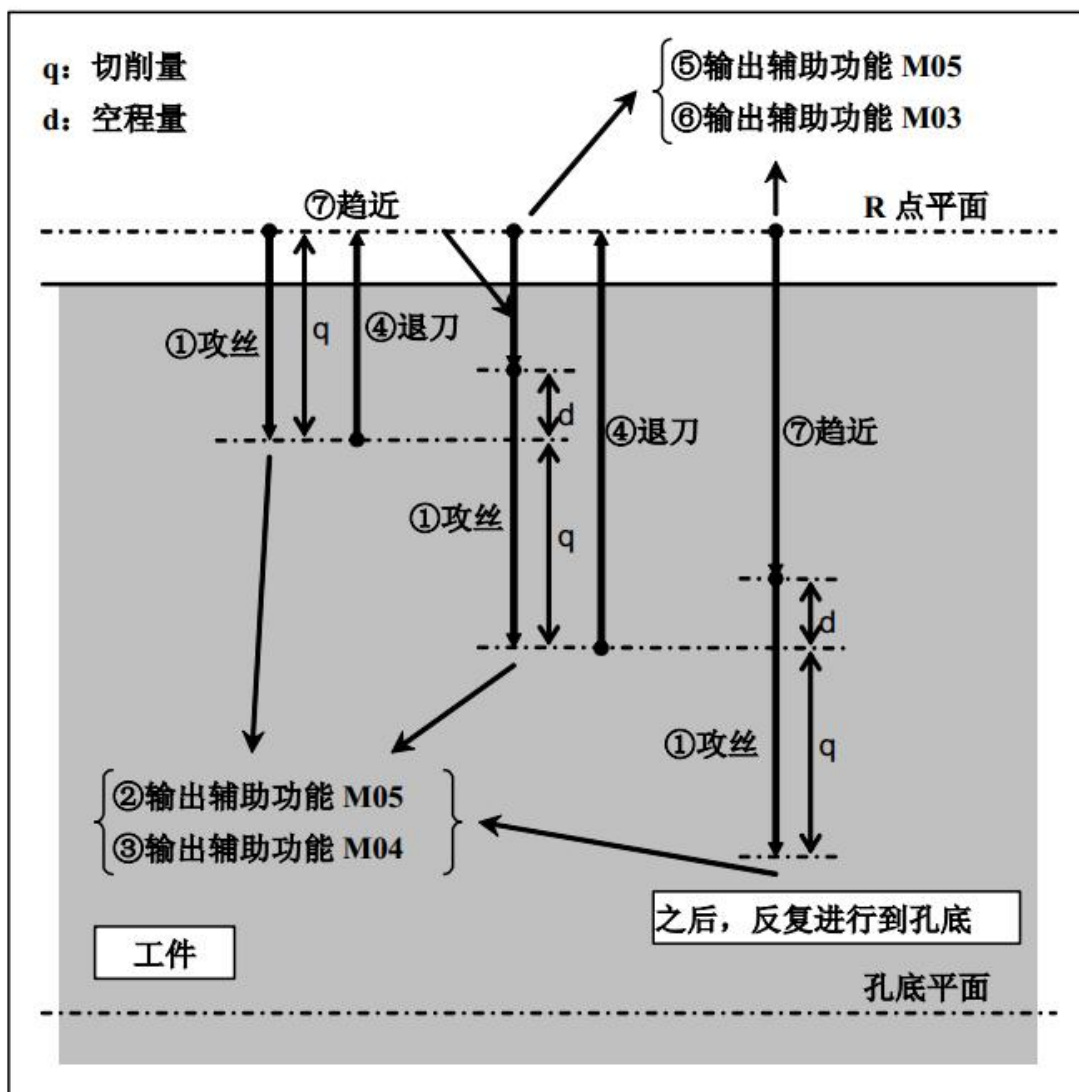 q：切削量
d：空程量
⑤输出辅助功能 M05
⑥输出辅助功能 M03
⑦趋近
R 点平面
①攻丝
q
④退刀
d
④退刀
⑦趋近
①攻丝
q
d
①攻丝
q
②输出辅助功能 M05
③输出辅助功能 M04
之后，反复进行到孔底
工件
孔底平面